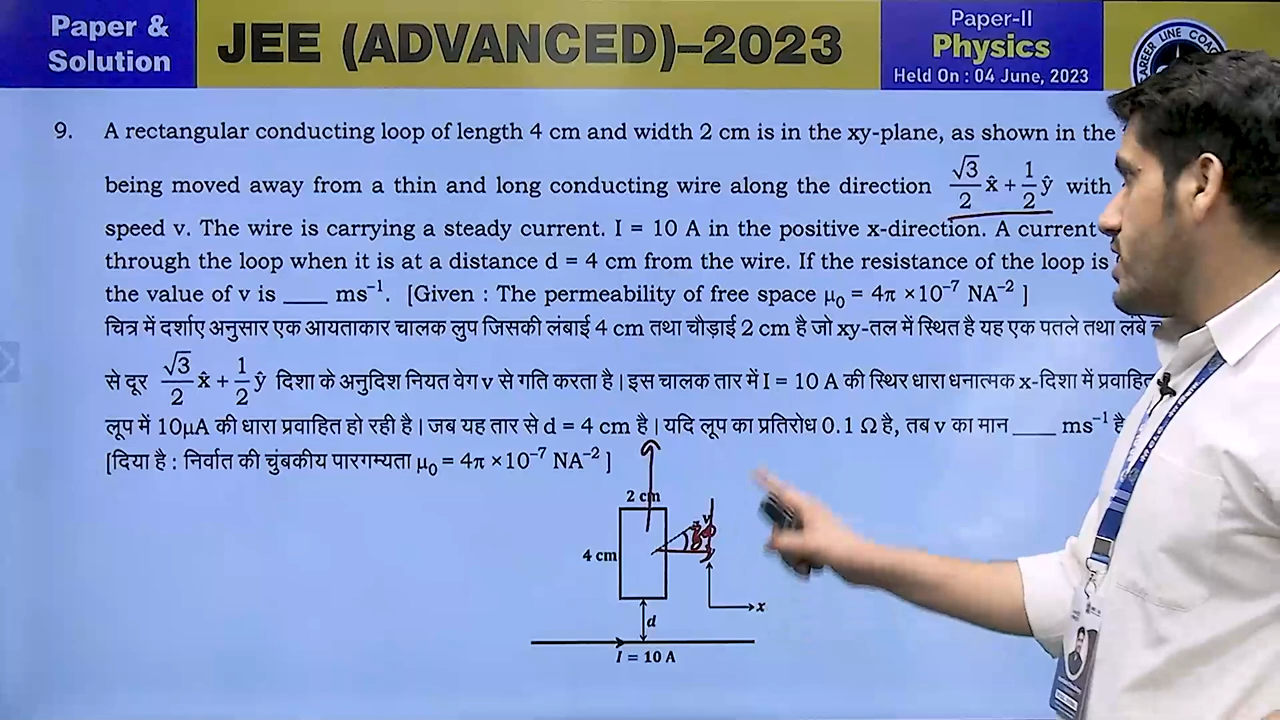 Paper &
Solution
JEE (ADVANCED)–2023
Paper-II
Physics
Held On : 04 June, 2023
CAREER LINE COAC
9. A rectangular conducting loop of length 4 cm and width 2 cm is in the xy-plane, as shown in the
being moved away from a thin and long conducting wire along the direction √3/2 x̂ + 1/2 ŷ with
speed v. The wire is carrying a steady current. I = 10 A in the positive x-direction. A current
through the loop when it is at a distance d = 4 cm from the wire. If the resistance of the loop is
the value of v is ___ ms⁻¹. [Given : The permeability of free space μ₀ = 4π ×10⁻⁷ NA⁻² ]
चित्र में दर्शाए अनुसार एक आयताकार चालक लुप जिसकी लंबाई 4 cm तथा चौड़ाई 2 cm है जो xy-तल में स्थित है यह एक पतले तथा लंबे
से दूर √3/2 x̂ + 1/2 ŷ दिशा के अनुदिश नियत वेग v से गति करता है। इस चालक तार में I = 10 A की स्थिर धारा धनात्मक x-दिशा में प्रवाहित
लूप में 10μA की धारा प्रवाहित हो रही है। जब यह तार से d = 4 cm है। यदि लूप का प्रतिरोध 0.1 Ω है, तब v का मान ___ ms⁻¹ है
[दिया है : निर्वात की चुंबकीय पारगम्यता μ₀ = 4π ×10⁻⁷ NA⁻² ]
2 cm
v
4 cm
x
d
I = 10 A